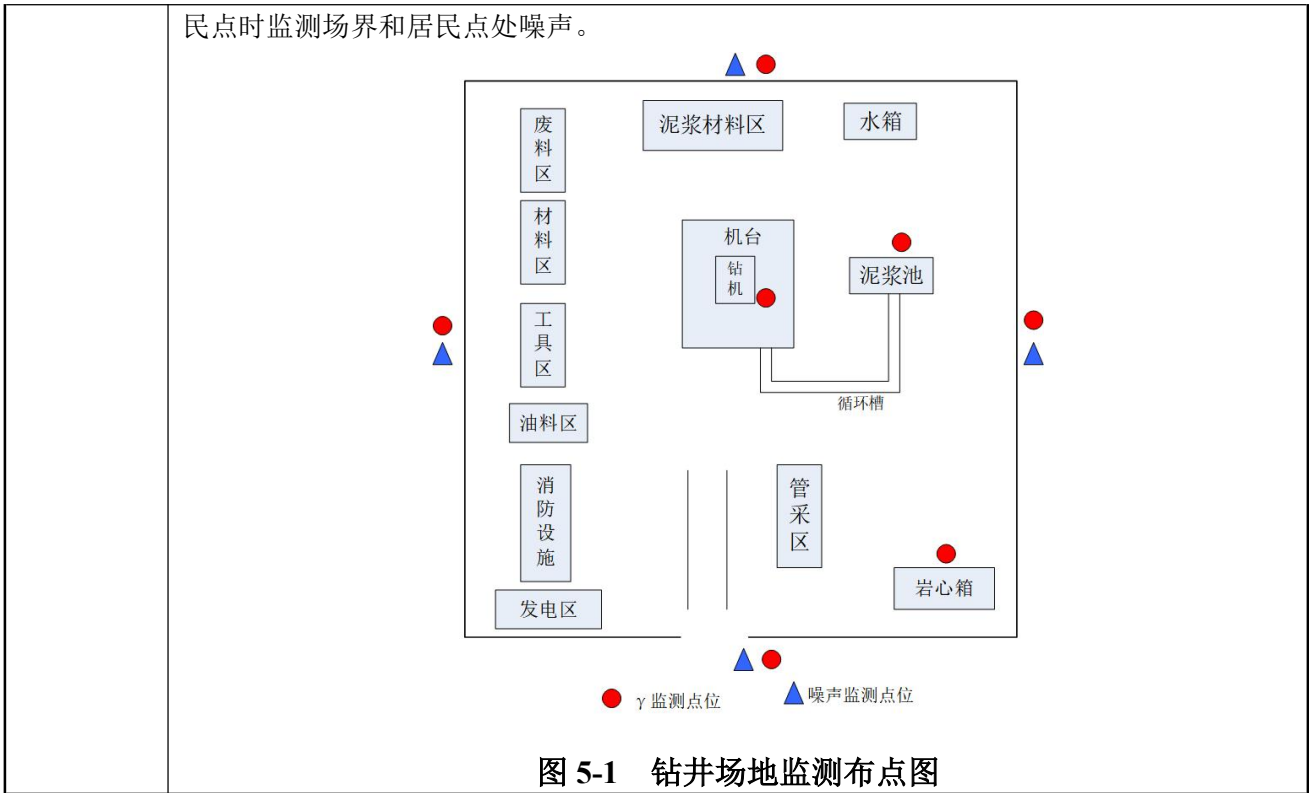 民点时监测场界和居民点处噪声。
废料区
泥浆材料区
水箱
材料区
机台
钻机
泥浆池
工具区
循环槽
油料区
消防设施
管采区
岩心箱
发电区
γ 监测点位
噪声监测点位
图 5-1 钻井场地监测布点图